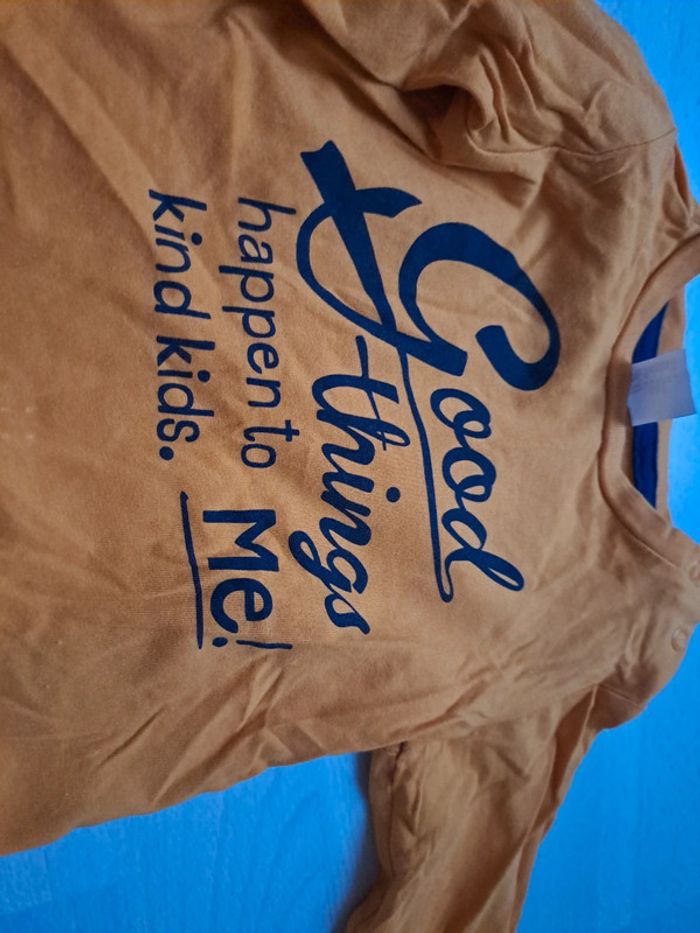 Good
things
happen to Me!
kind kids.